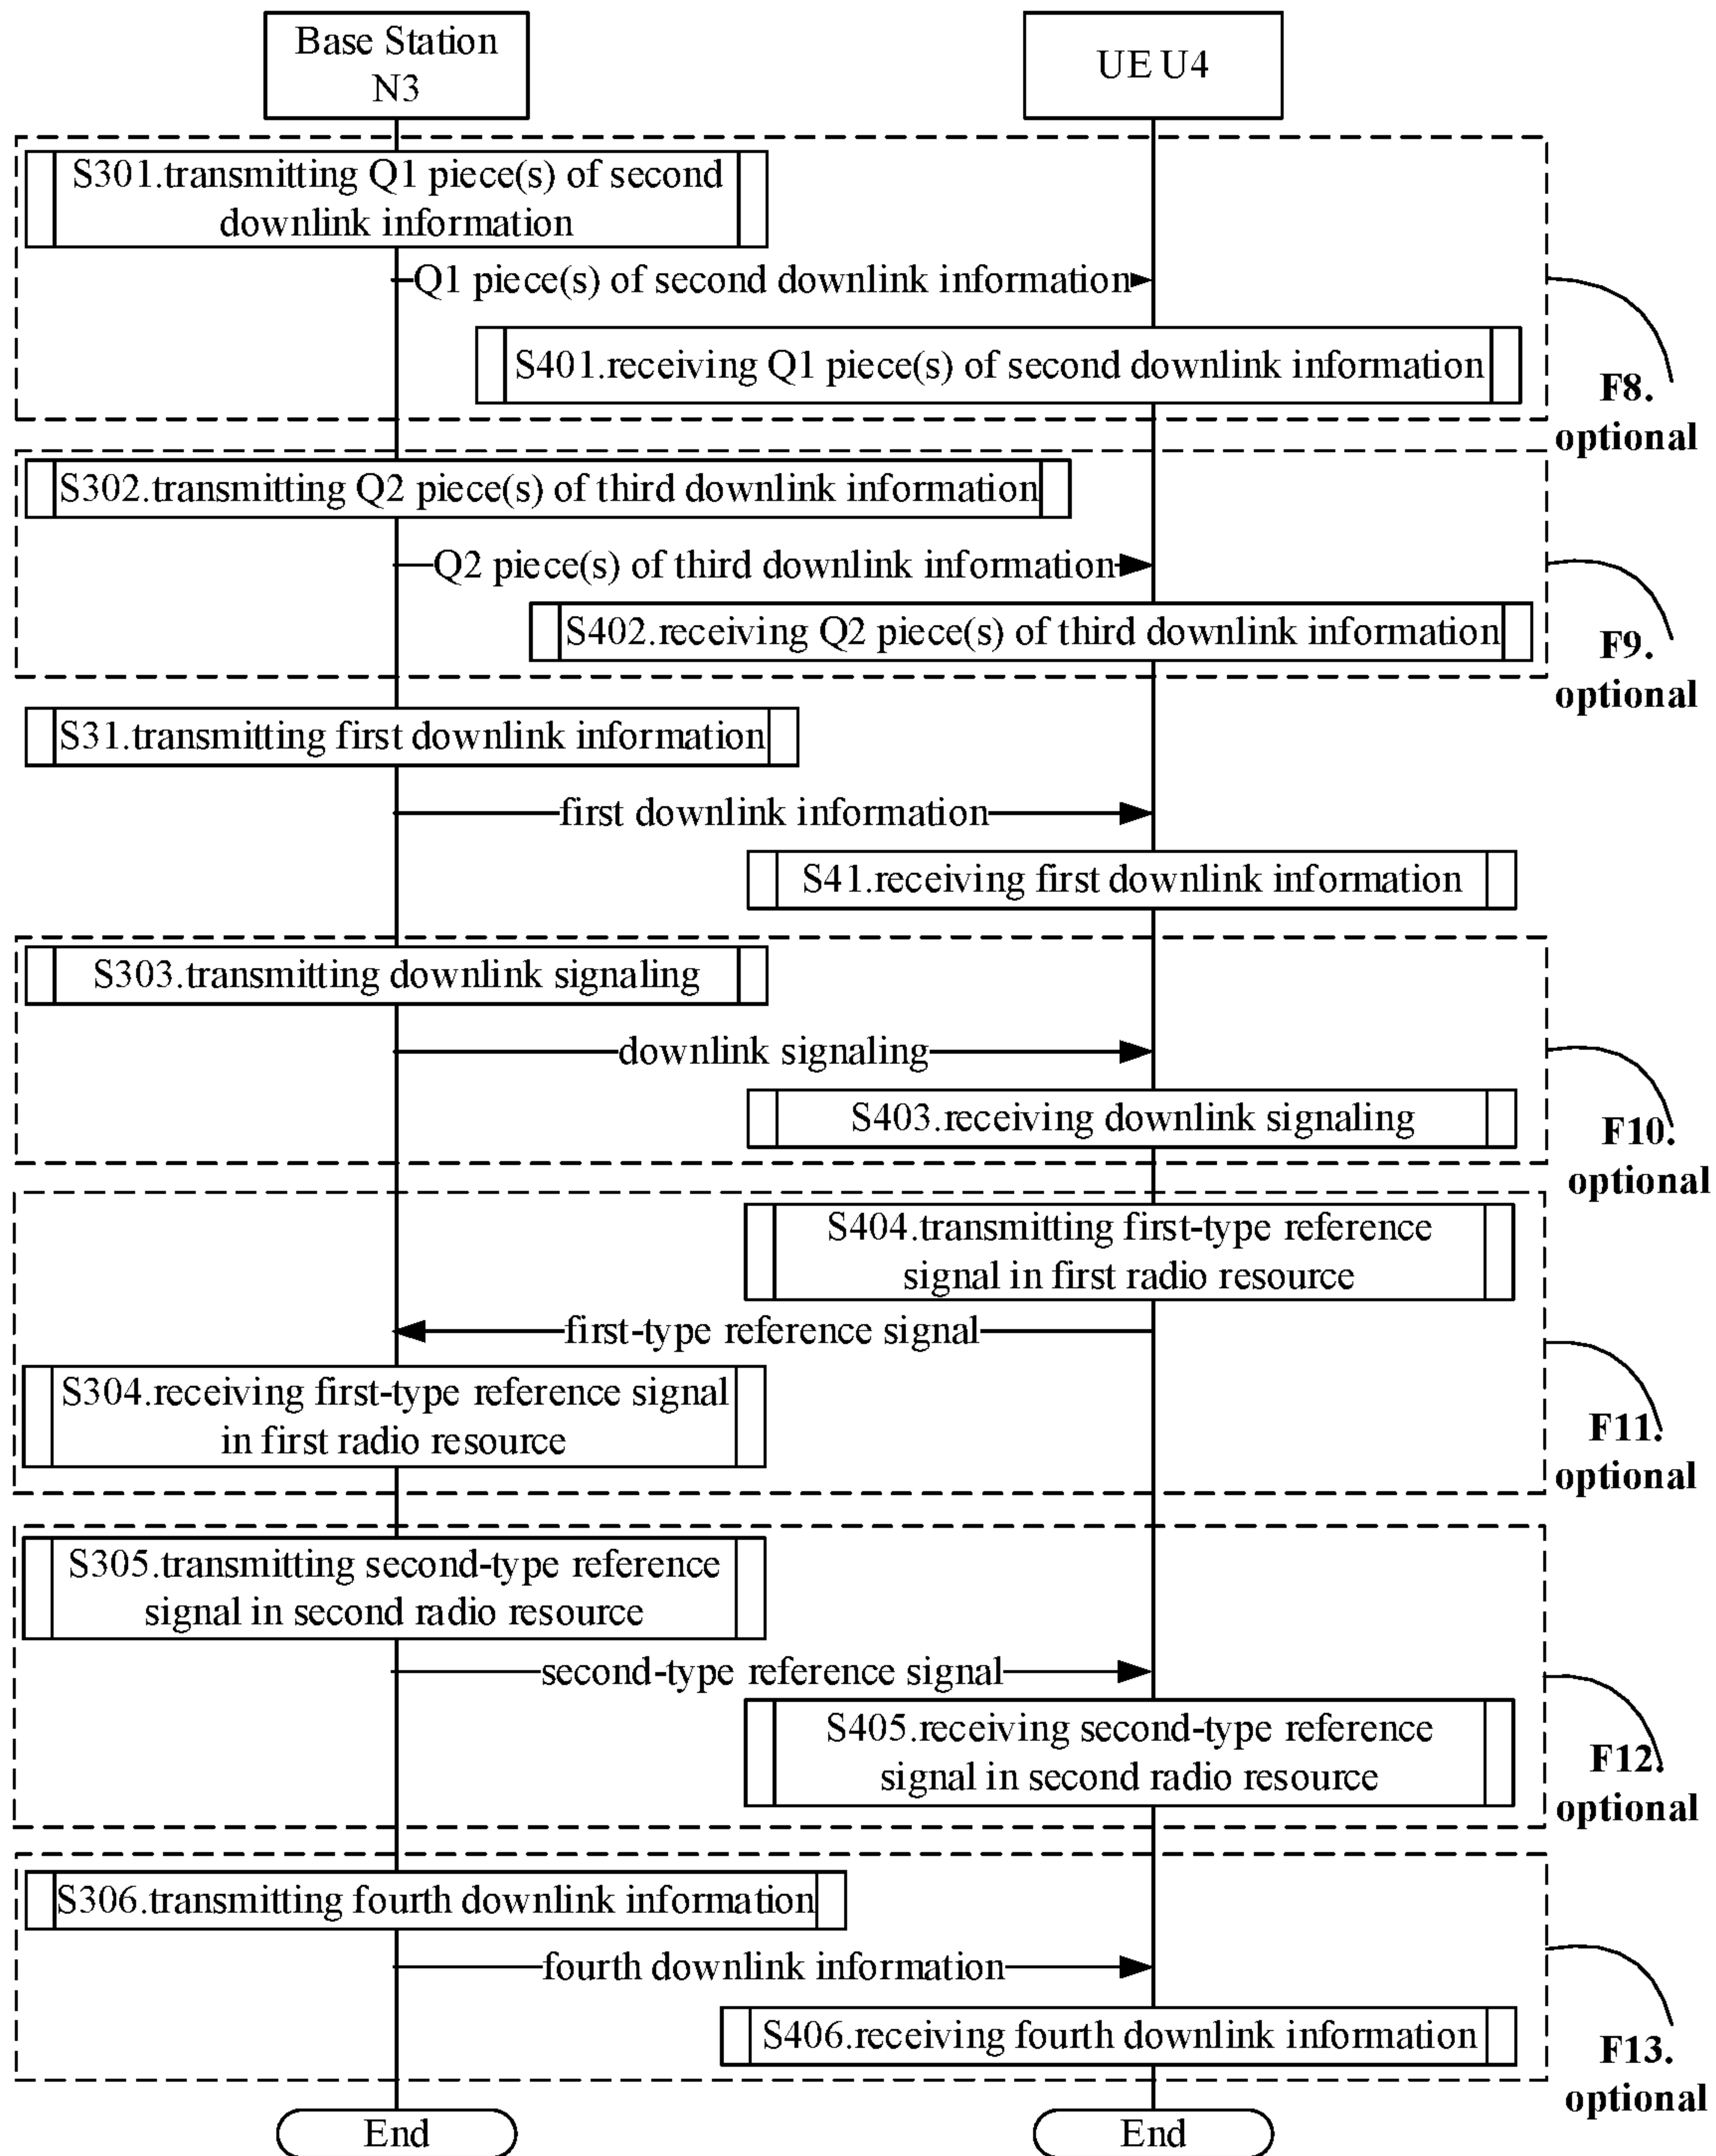 Base Station
N3
UE U4
S301.transmitting Q1 piece(s) of second
downlink information
Q1 piece(s) of second downlink information
S401.receiving Q1 piece(s) of second downlink information
F8.
optional
S302.transmitting Q2 piece(s) of third downlink information
Q2 piece(s) of third downlink information
S402.receiving Q2 piece(s) of third downlink information
F9.
optional
S31.transmitting first downlink information
first downlink information
S41.receiving first downlink information
S303.transmitting downlink signaling
downlink signaling
S403.receiving downlink signaling
F10.
optional
S404.transmitting first-type reference
signal in first radio resource
first-type reference signal
S304.receiving first-type reference signal
in first radio resource
F11.
optional
S305.transmitting second-type reference
signal in second radio resource
second-type reference signal
S405.receiving second-type reference
signal in second radio resource
F12.
optional
S306.transmitting fourth downlink information
fourth downlink information
S406.receiving fourth downlink information
F13.
optional
End
End